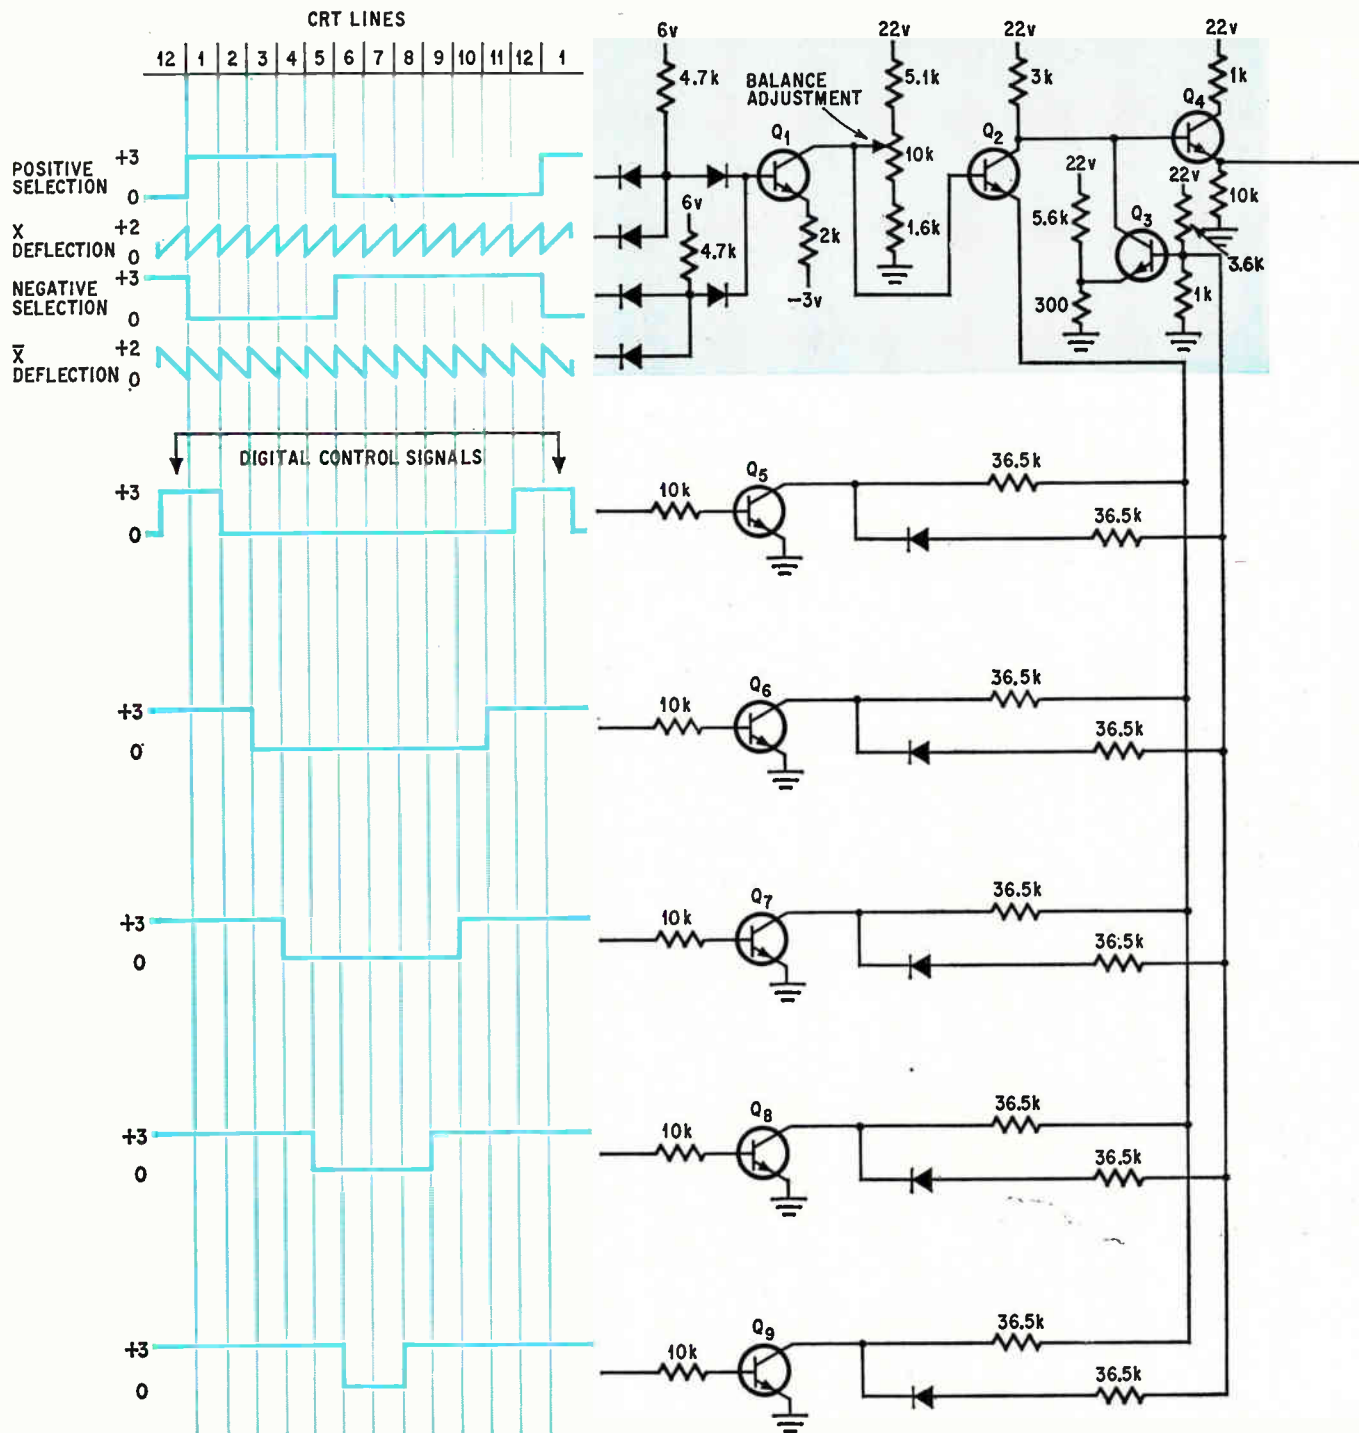 CRT LINES
12 1 2 3 4 5 6 7 8 9 10 11 12 1
POSITIVE SELECTION +3 0
X DEFLECTION +2 0
NEGATIVE SELECTION +3 0
X̅ DEFLECTION +2 0
6v 22v 22v 22v
4.7k 5.1k 3k 1k
BALANCE ADJUSTMENT
Q1 Q2 Q4
10k
6v 22v 22v
4.7k 2k 1.6k 5.6k Q3 10k
3.6k
-3v 300 1k
DIGITAL CONTROL SIGNALS
+3 0
10k Q5 36.5k
36.5k
+3 0
10k Q6 36.5k
36.5k
+3 0
10k Q7 36.5k
36.5k
+3 0
10k Q8 36.5k
36.5k
+3 0
10k Q9 36.5k
36.5k